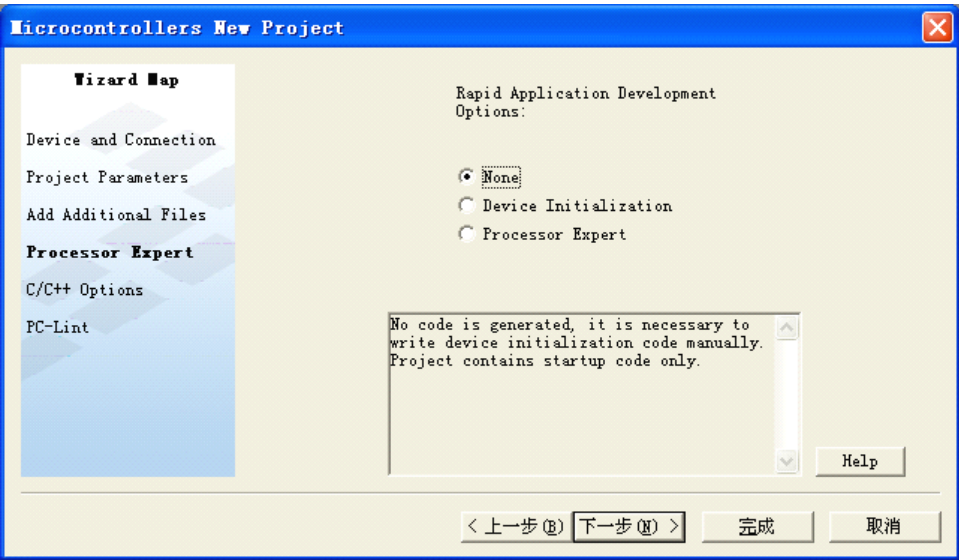 Microcontrollers New Project
Wizard Map
Device and Connection
Project Parameters
Add Additional Files
Processor Expert
C/C++ Options
PC-Lint
Rapid Application Development
Options:
None
Device Initialization
Processor Expert
No code is generated, it is necessary to
write device initialization code manually.
Project contains startup code only.
Help
< 上一步(B)
下一步(N) >
完成
取消